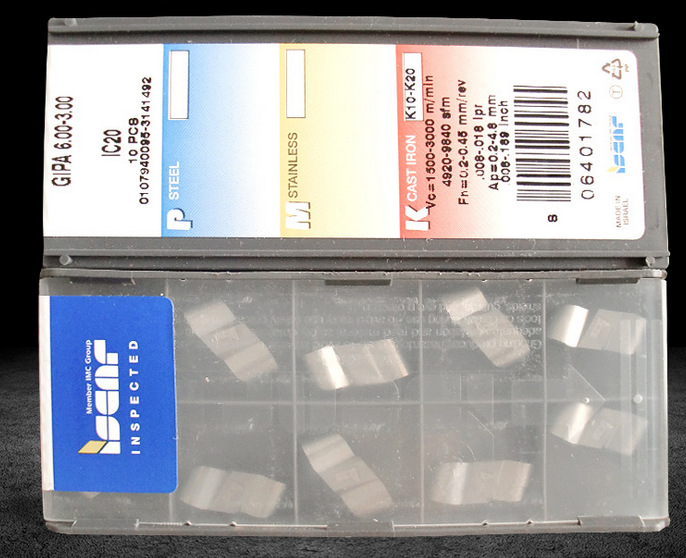 GIPA 6.00-3.00
IC20
10 PCS
0107940095-3141492
P STEEL
M STAINLESS
K CAST IRON
K10-K20
Vc=1500-3000 m/min
4920-9840 sfm
Fn=0.2-0.45 mm/rev
.008-.018 ipr
Ap=0.2-4.8 mm
.008-.189 inch
8
06401782
MADE IN
ISRAEL
iscar
Member IMC Group
iscar
INSPECTED